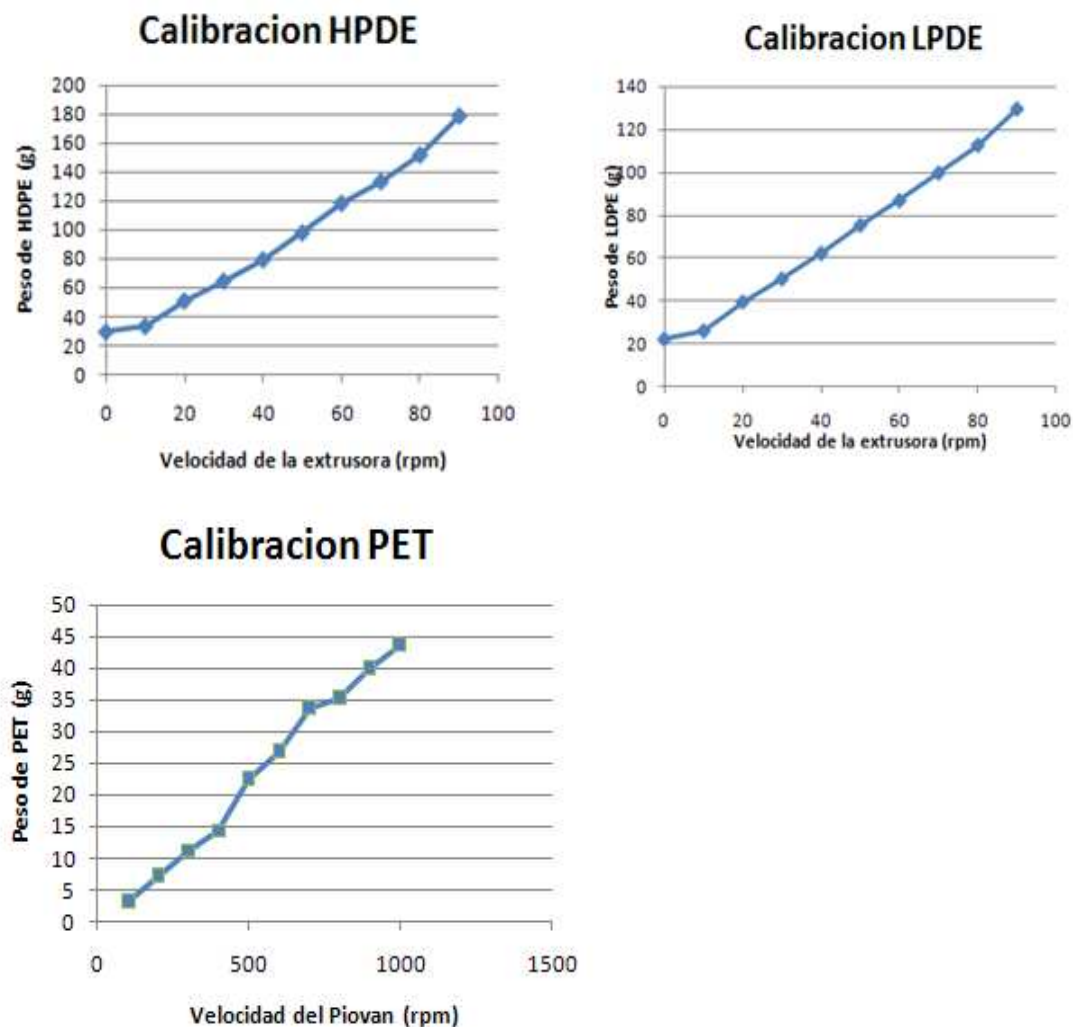 Calibracion HPDE
200
180
160
140
120
100
80
60
40
20
0
Peso de HDPE (g)
0 20 40 60 80 100
Velocidad de la extrusora (rpm)
Calibracion LPDE
140
120
100
80
60
40
20
0
Peso de LDPE (g)
0 20 40 60 80 100
Velocidad de la extrusora (rpm)
Calibracion PET
50
45
40
35
30
25
20
15
10
5
0
Peso de PET (g)
0 500 1000 1500
Velocidad del Piovan (rpm)